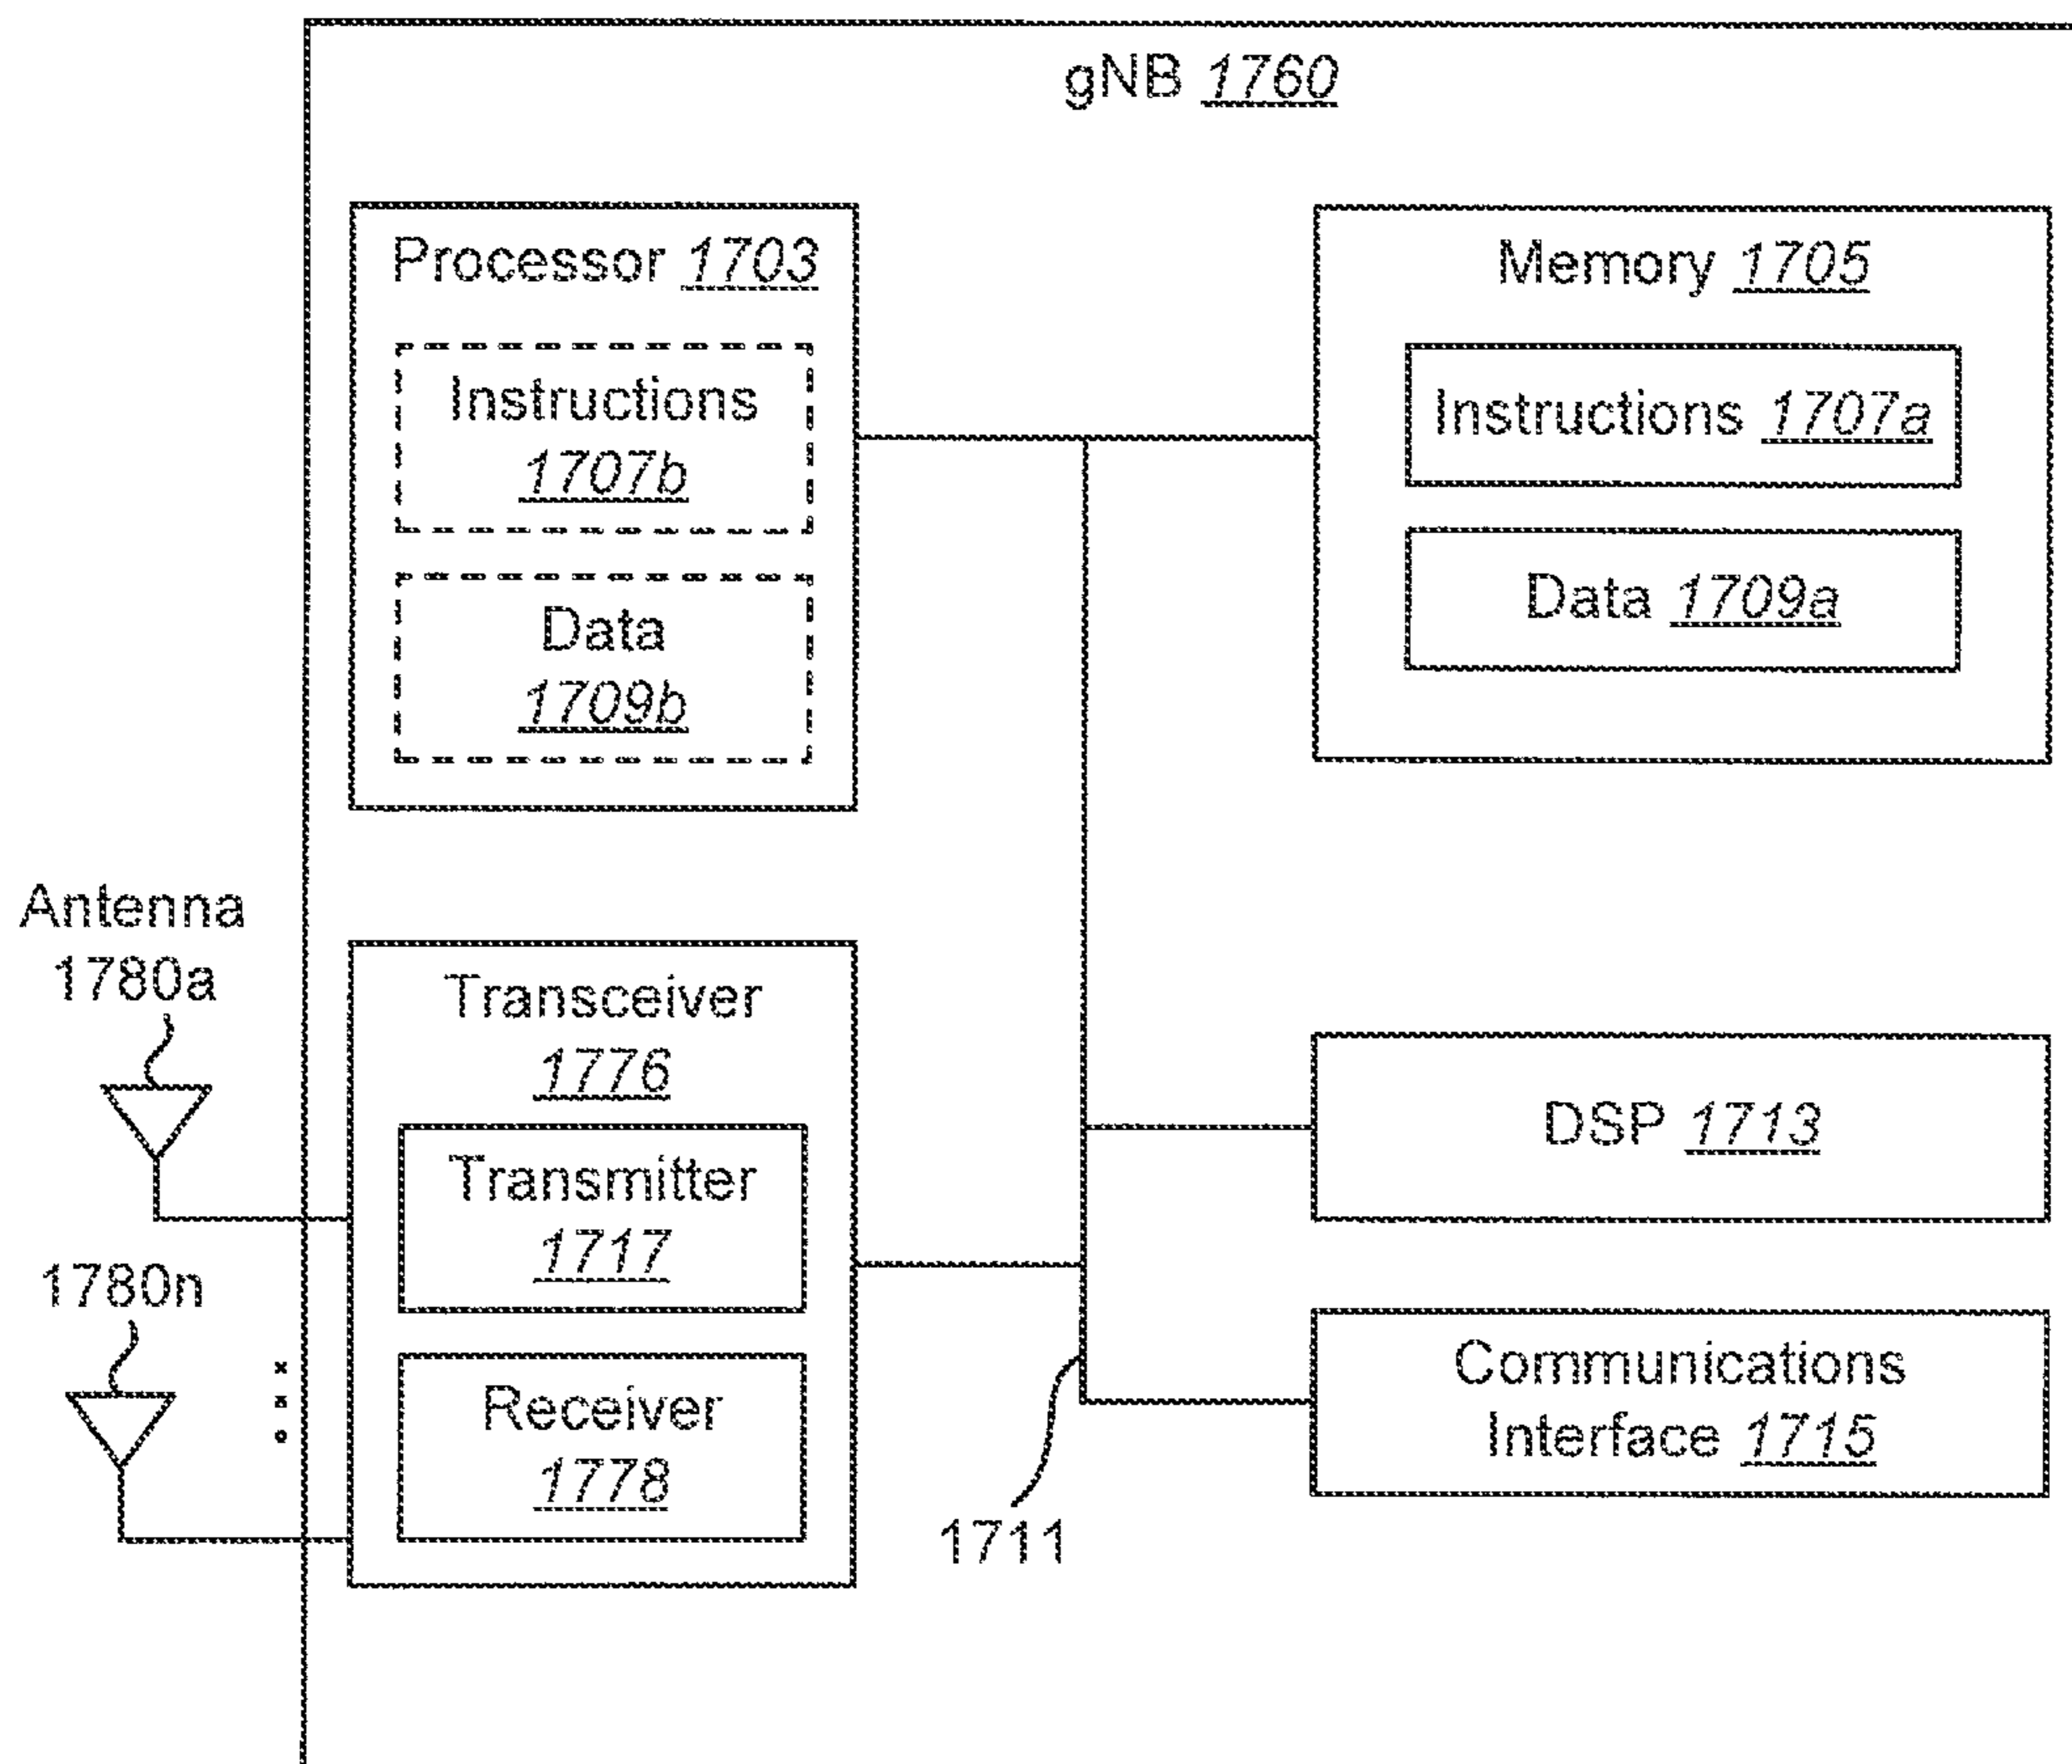 gNB 1760
Processor 1703
Instructions
1707b
Data
1709b
Memory 1705
Instructions 1707a
Data 1709a
Antenna
1780a
1780n
Transceiver
1776
Transmitter
1717
Receiver
1778
1711
DSP 1713
Communications
Interface 1715